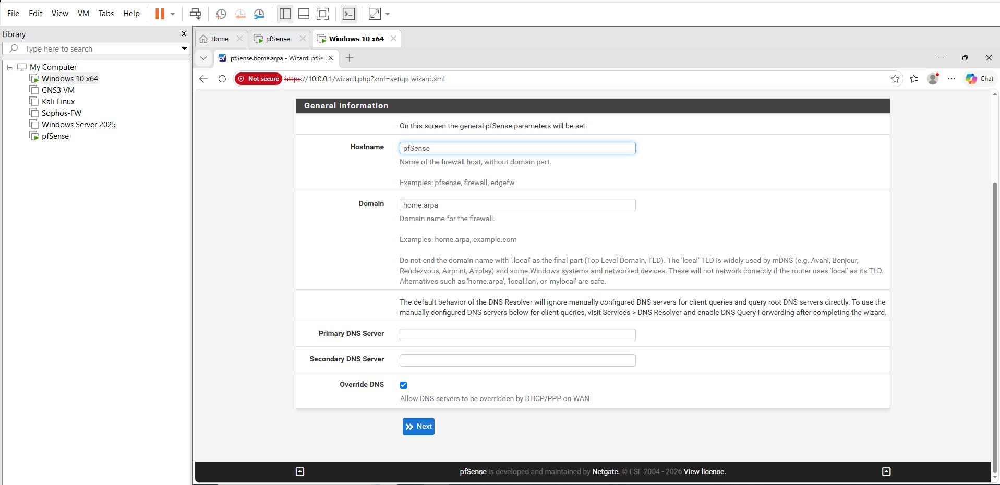 File Edit View VM Tabs Help
Library
Type here to search
My Computer
Windows 10 x64
GNS3 VM
Kali Linux
Sophos-FW
Windows Server 2025
pfSense
Home pfSense Windows 10 x64
pfSense.home.arpa - Wizard: pfSen
Not secure https://10.0.0.1/wizard.php?xml=setup_wizard.xml Chat
General Information
On this screen the general pfSense parameters will be set.
Hostname pfSense
Name of the firewall host, without domain part.
Examples: pfsense, firewall, edgefw
Domain home.arpa
Domain name for the firewall.
Examples: home.arpa, example.com
Do not end the domain name with '.local' as the final part (Top Level Domain, TLD). The 'local' TLD is widely used by mDNS (e.g. Avahi, Bonjour,
Rendezvous, Airprint, Airplay) and some Windows systems and networked devices. These will not network correctly if the router uses 'local' as its TLD.
Alternatives such as 'home.arpa', 'local.lan', or 'mylocal' are safe.
The default behavior of the DNS Resolver will ignore manually configured DNS servers for client queries and query root DNS servers directly. To use the
manually configured DNS servers below for client queries, visit Services > DNS Resolver and enable DNS Query Forwarding after completing the wizard.
Primary DNS Server
Secondary DNS Server
Override DNS
Allow DNS servers to be overridden by DHCP/PPP on WAN
Next
pfSense is developed and maintained by Netgate. © ESF 2004 - 2026 View license.